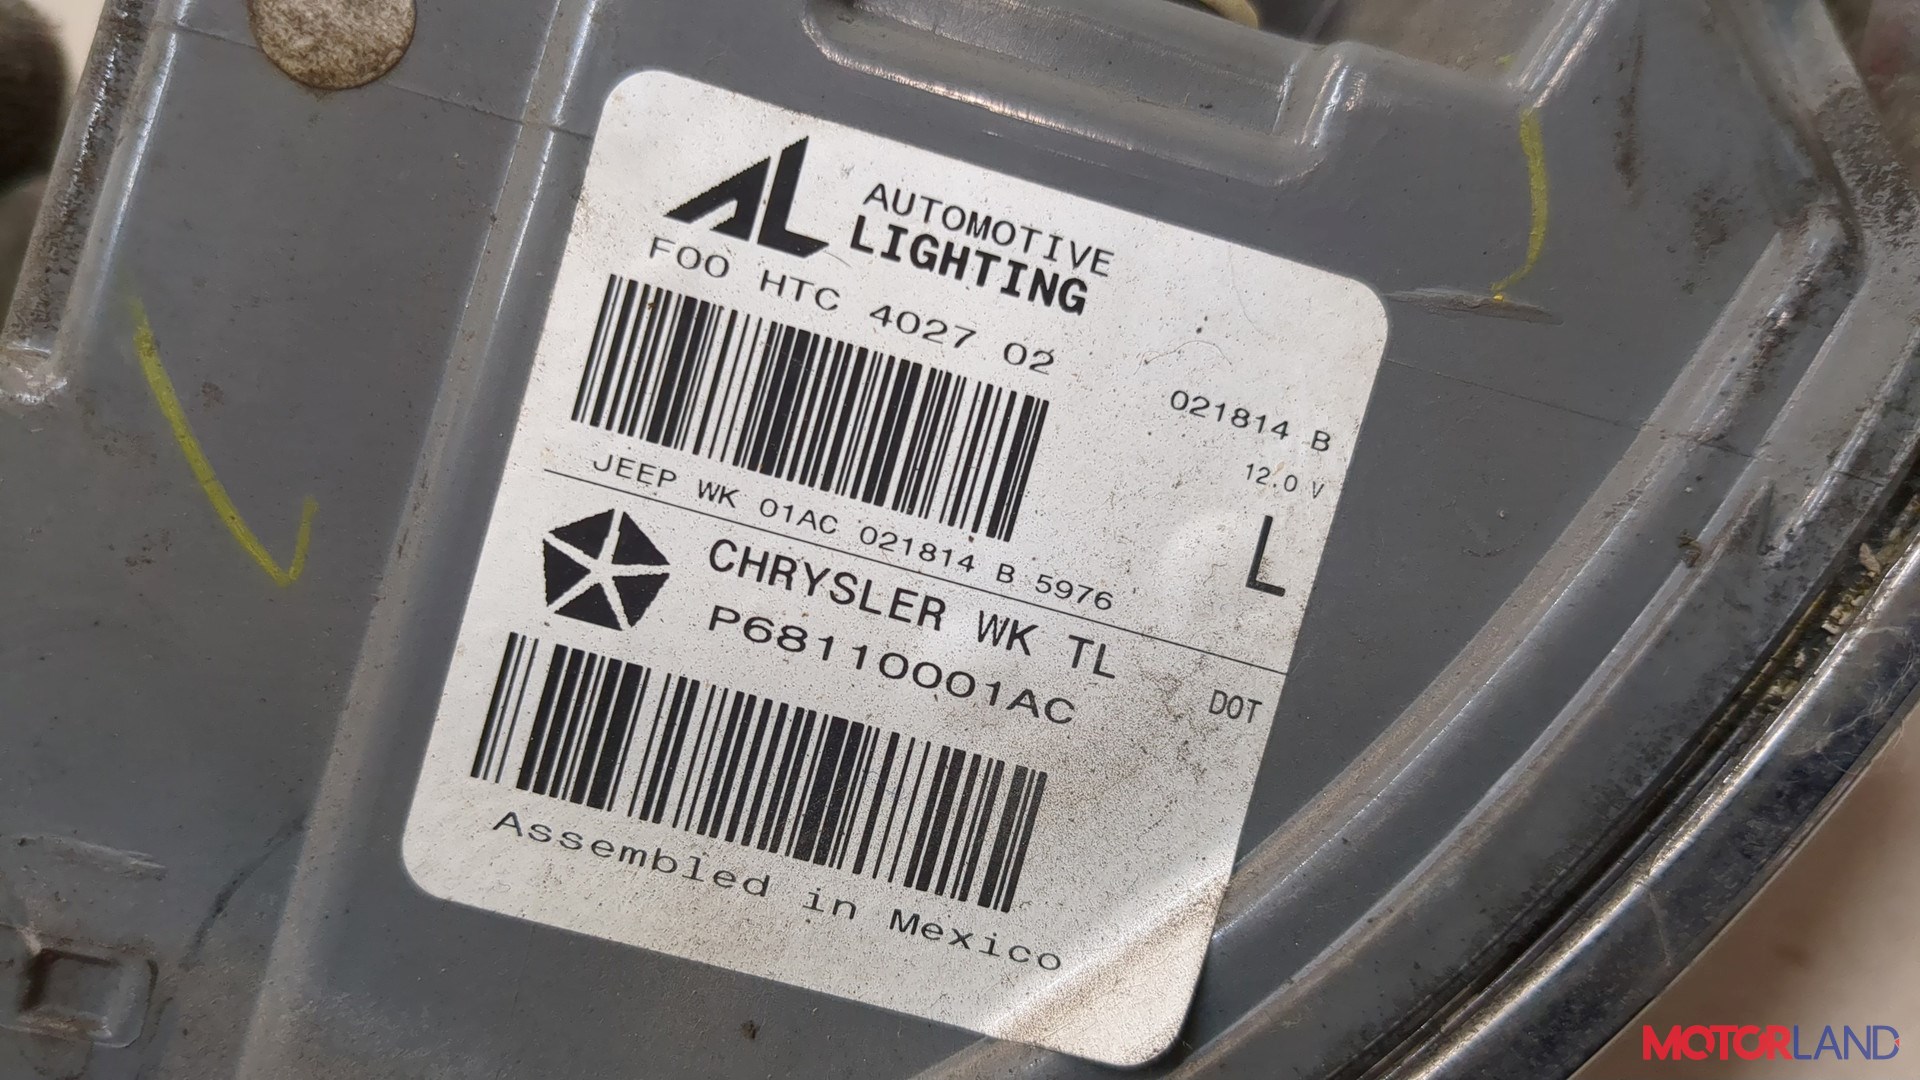 AL AUTOMOTIVE
LIGHTING
F00 HTC 4027 02
021814 B
12.0 V
JEEP WK 01AC 021814 B 5976
L
CHRYSLER WK TL
P68110001AC
DOT
Assembled in Mexico
MOTORLAND